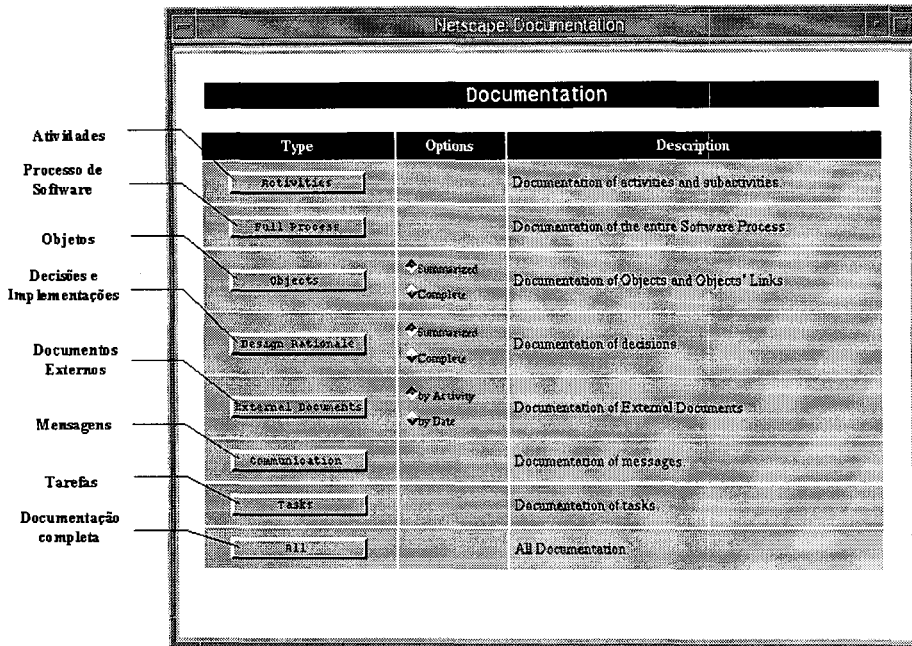 Netscape: Documentation
Documentation
Type Options Description
Atividades
Activities Documentation of activities and subactivities.
Processo de
Software
Full Process Documentation of the entire Software Process.
Objetos
Objects Summarized Documentation of Objects and Objects' Links
Complete
Decisões e
Implementações
Design Rationale Summarized Documentation of decisions.
Complete
Documentos
Externos
External Documents by Activity Documentation of External Documents
by Date
Mensagens
Communication Documentation of messages.
Tarefas
Tasks Documentation of tasks.
Documentação
completa
All All Documentation.